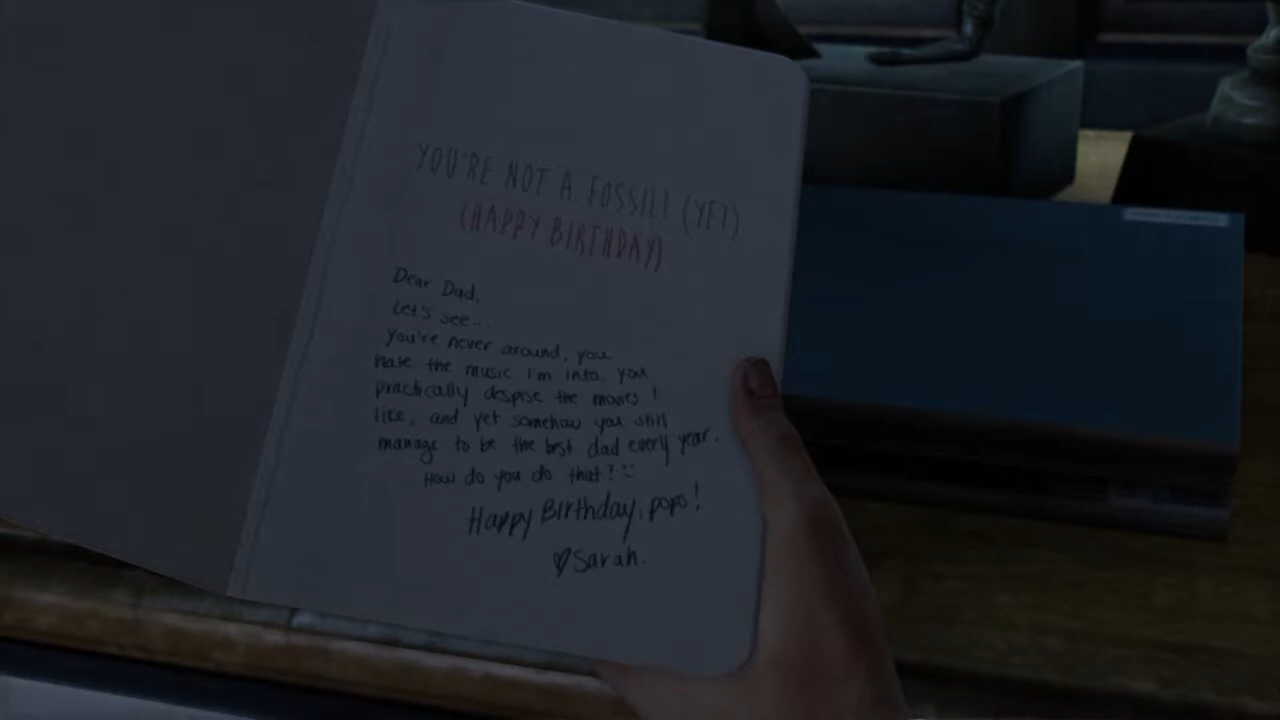 YOU'RE NOT A FOSSIL! (YET)
(HAPPY BIRTHDAY)
Dear Dad,
Let's see...
you're never around, you
hate the music I'm into. you
practically despise the movies I
like, and yet somehow you still
manage to be the best dad every year.
How do you do that? :)
Happy Birthday, popo!
♡Sarah.